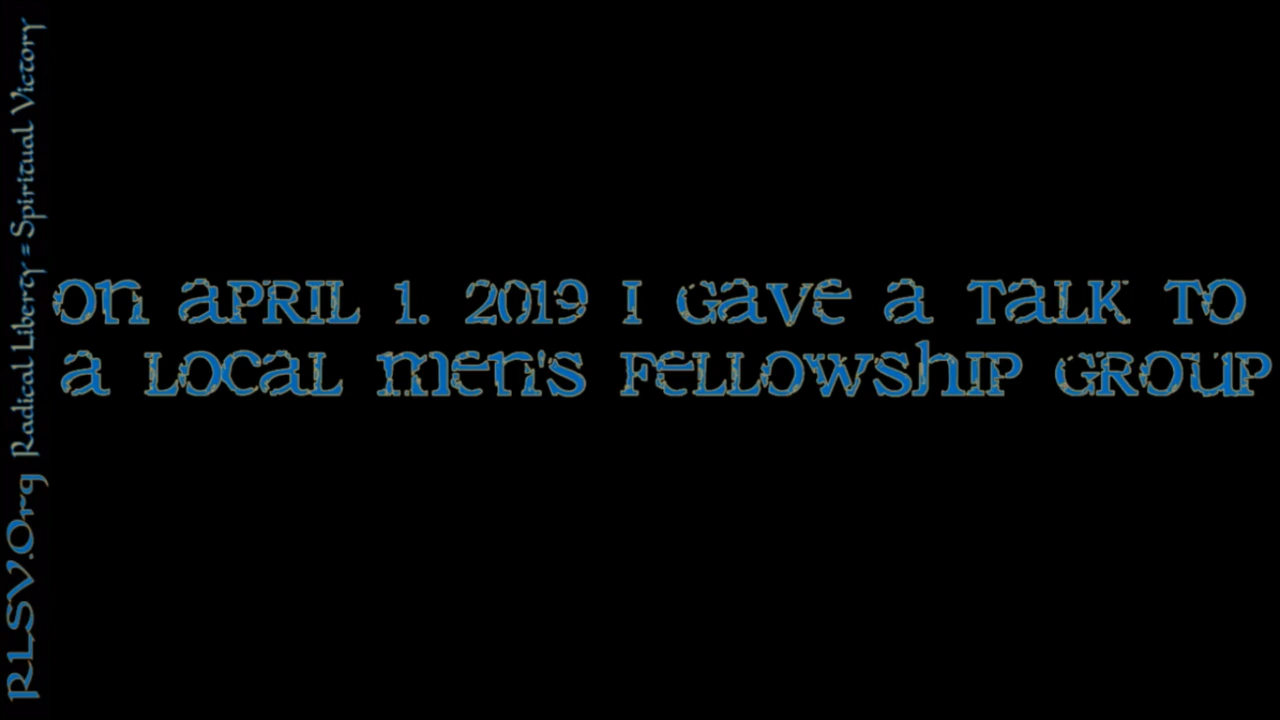 RLSV.Org Radical Liberty = Spiritual Victory
on aPRIL 1. 2019 I Gave a TaLK TO
a LOCaL men's FeLLOWshIP GROuP